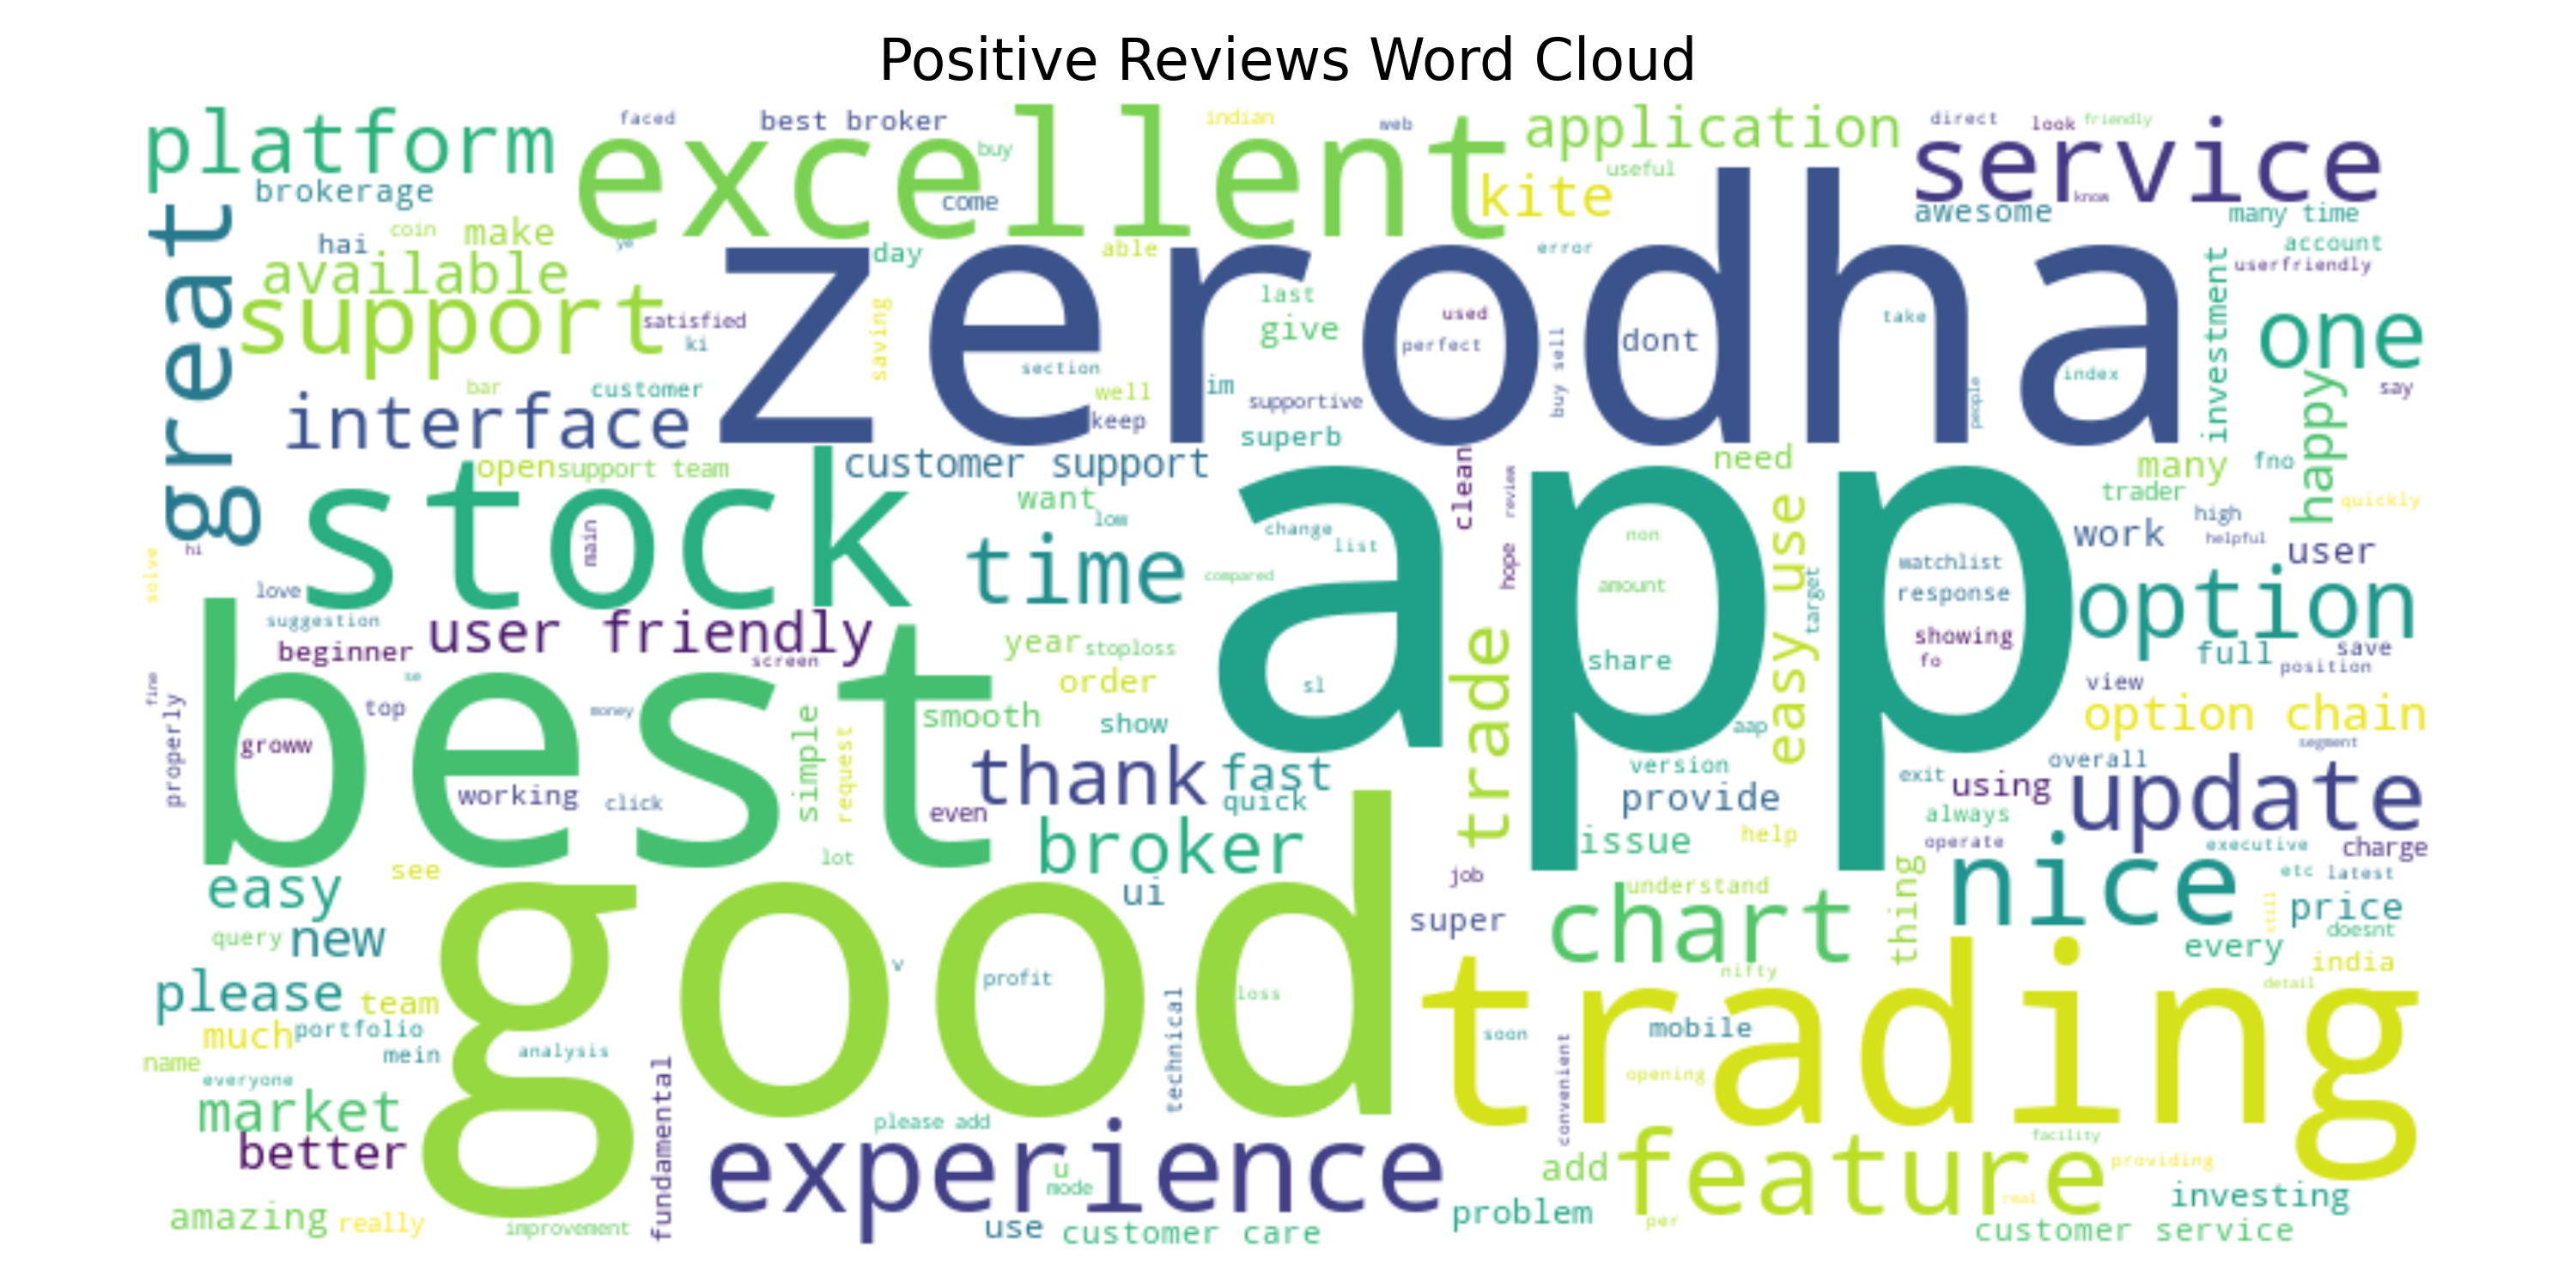 Positive Reviews Word Cloud
platform
faced
best broker
excellent
buy
indian
web
application
direct
look
friendly
service
know
brokerage
come
kite
useful
awesome
many time
great
hai
coin
make
ye
day
able
error
account
userfriendly
available
zerodha
support
satisfied
ki
saving
section
last
give
used
perfect
dont
take
index
buy sell
people
investment
one
say
happy
bar
customer
interface
well
im
keep
supportive
superb
open
support team
customer support
clean
review
need
many
fno
trader
quickly
stock
main
want
low
time
app
change
list
compared
hope
non
amount
easy use
target
watchlist
response
showing
fo
share
sl
work
high
helpful
user
option
hi
solve
love
suggestion
user friendly
beginner
screen
year
stoploss
full
save
position
fine
properly
se
top
money
best
groww
working
click
simple
request
smooth
order
show
trade
aap
view
option chain
segment
thank
fast
quick
even
version
provide
exit
using
overall
update
always
operate
executive
charge
lot
broker
issue
help
see
easy
ui
job
understand
nice
etc
latest
still
price
doesnt
query
new
good
super
chart
thing
every
v
profit
loss
nifty
india
detail
please
team
much
portfolio
mein
name
analysis
technical
trading
soon
mobile
everyone
opening
convenient
market
fundamental
please add
better
experience
u
mode
add
feature
facility
providing
real
amazing
really
improvement
use
customer care
problem
per
investing
customer service